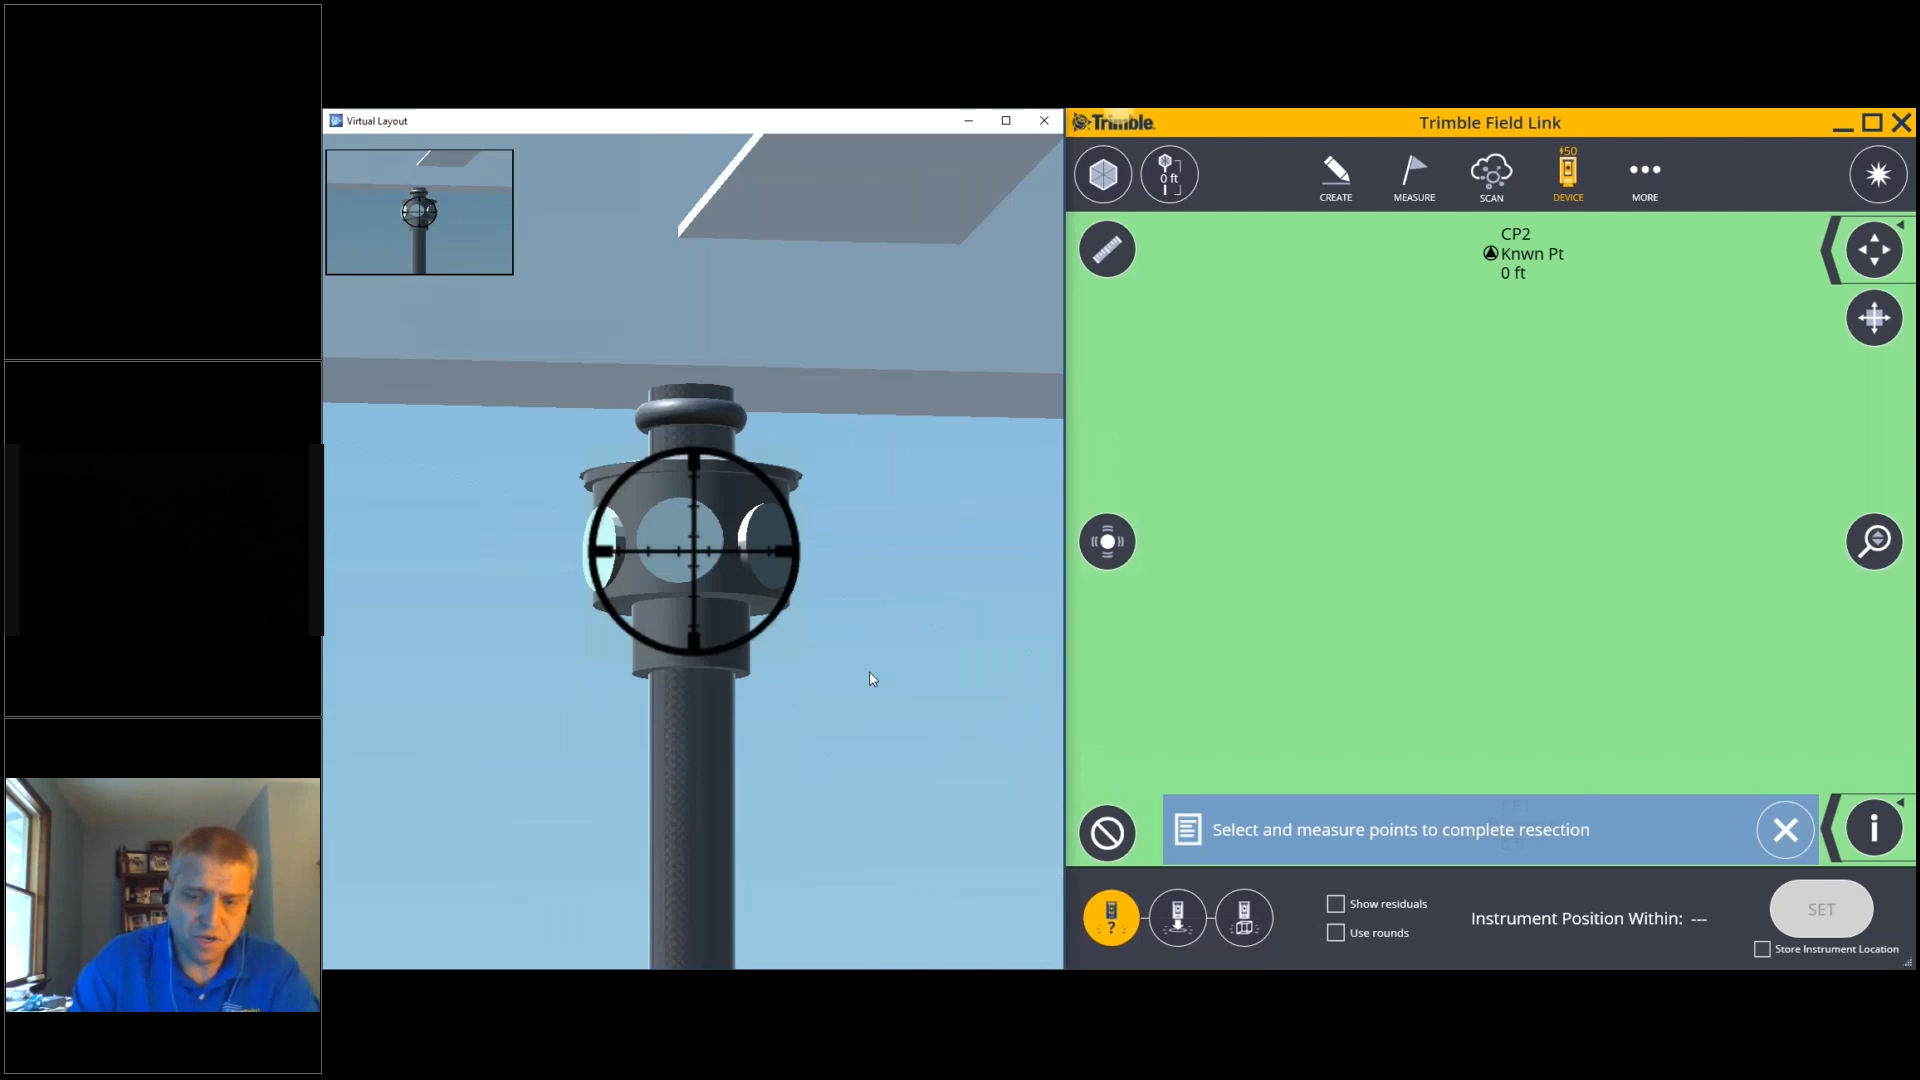 Virtual Layout
Trimble.
Trimble Field Link
0 ft
CREATE
MEASURE
SCAN
50
DEVICE
MORE
CP2
Knwn Pt
0 ft
Select and measure points to complete resection
?
Show residuals
Use rounds
Instrument Position Within: ---
SET
Store Instrument Location